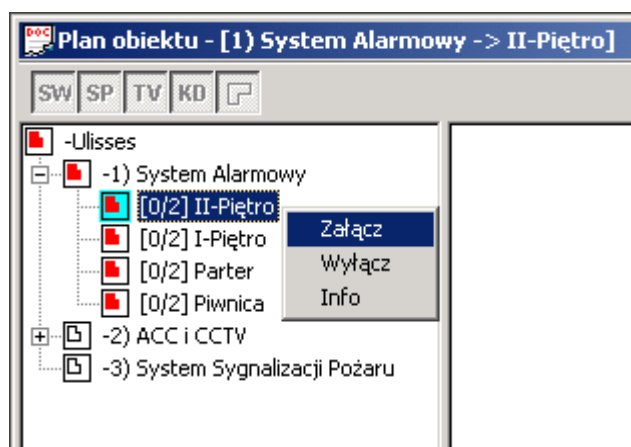 DOC Plan obiektu - [1) System Alarmowy -> II-Piętro]
SW SP TV KD
-Ulisses
-1) System Alarmowy
[0/2] II-Piętro
[0/2] I-Piętro
[0/2] Parter
[0/2] Piwnica
-2) ACC i CCTV
-3) System Sygnalizacji Pożaru
Załącz
Wyłącz
Info